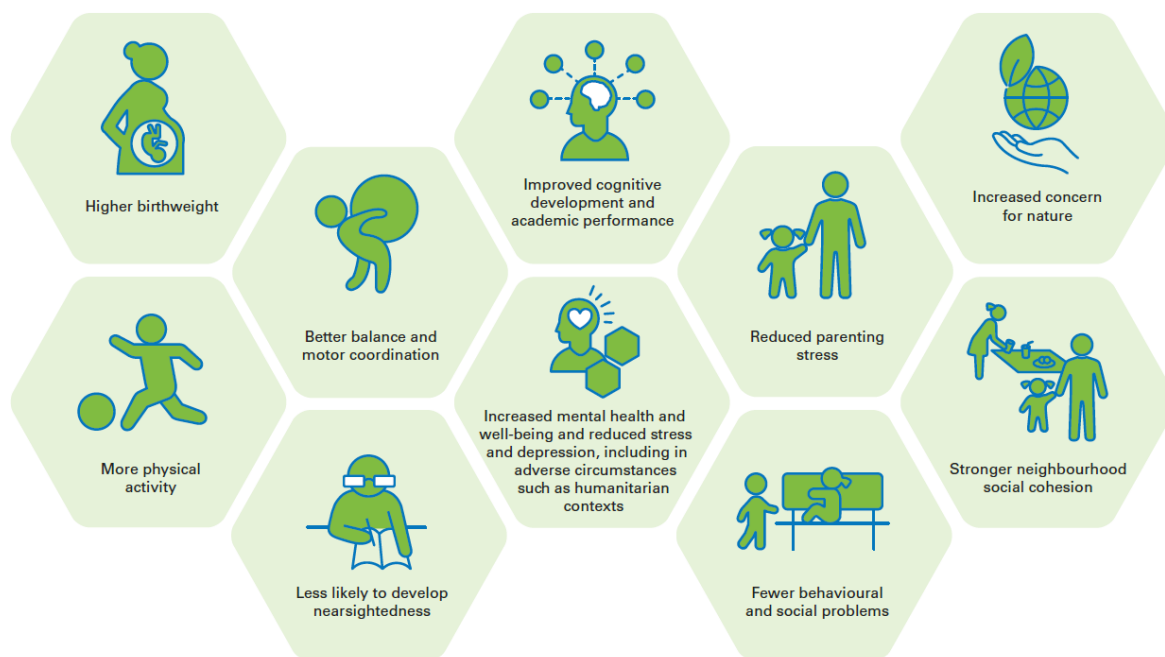 Higher birthweight
Improved cognitive
development and
academic performance
Increased concern
for nature
Better balance and
motor coordination
Reduced parenting
stress
More physical
activity
Increased mental health and
well-being and reduced stress
and depression, including in
adverse circumstances
such as humanitarian
contexts
Stronger neighbourhood
social cohesion
Less likely to develop
nearsightedness
Fewer behavioural
and social problems